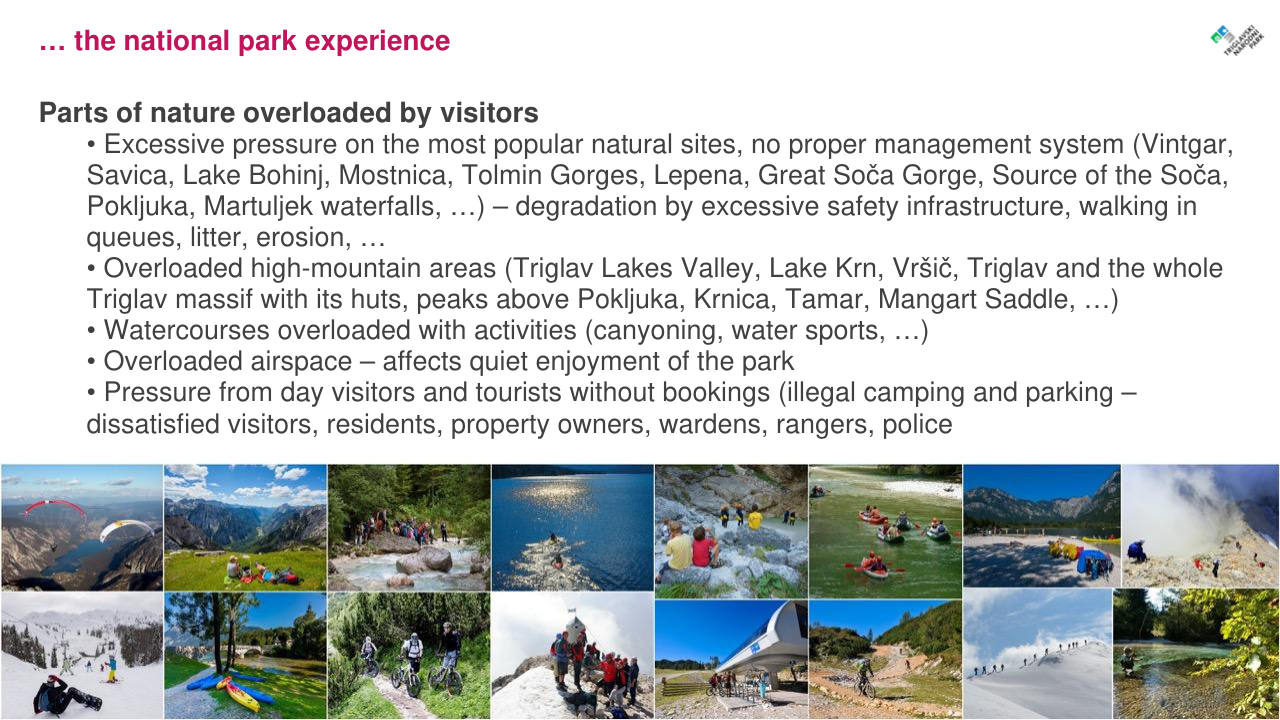 … the national park experience
TRIGLAVSKI
NARODNI
PARK
Parts of nature overloaded by visitors
• Excessive pressure on the most popular natural sites, no proper management system (Vintgar,
Savica, Lake Bohinj, Mostnica, Tolmin Gorges, Lepena, Great Soča Gorge, Source of the Soča,
Pokljuka, Martuljek waterfalls, …) – degradation by excessive safety infrastructure, walking in
queues, litter, erosion, …
• Overloaded high-mountain areas (Triglav Lakes Valley, Lake Krn, Vršič, Triglav and the whole
Triglav massif with its huts, peaks above Pokljuka, Krnica, Tamar, Mangart Saddle, …)
• Watercourses overloaded with activities (canyoning, water sports, …)
• Overloaded airspace – affects quiet enjoyment of the park
• Pressure from day visitors and tourists without bookings (illegal camping and parking –
dissatisfied visitors, residents, property owners, wardens, rangers, police